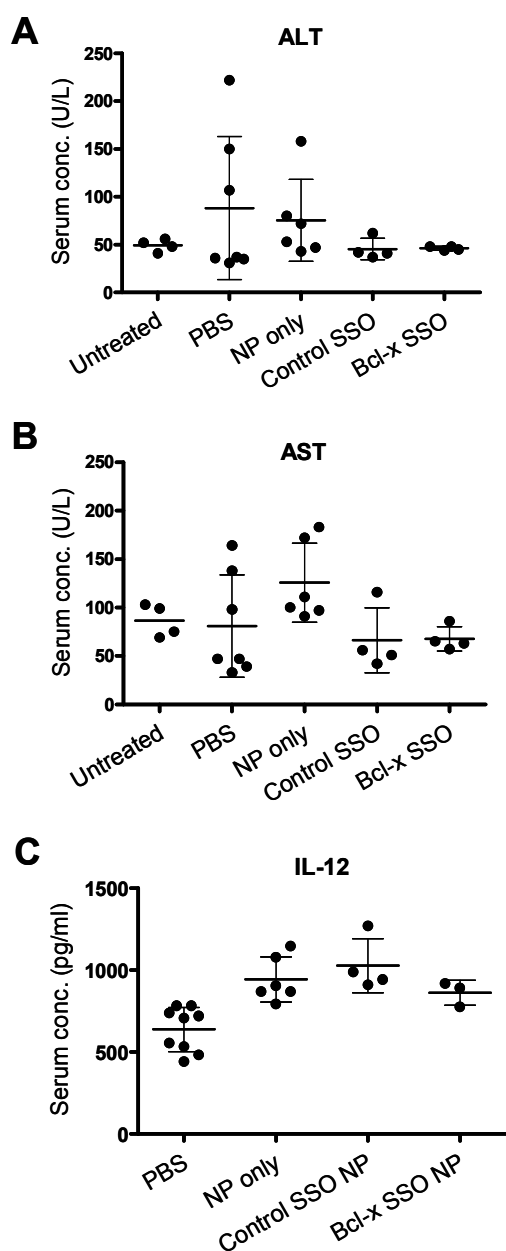 A
ALT
Serum conc. (U/L)
250
200
150
100
50
0
Untreated
PBS
NP only
Control SSO
Bcl-x SSO
B
AST
Serum conc. (U/L)
250
200
150
100
50
0
Untreated
PBS
NP only
Control SSO
Bcl-x SSO
C
IL-12
Serum conc. (pg/ml)
1500
1000
500
0
PBS
NP only
Control SSO NP
Bcl-x SSO NP